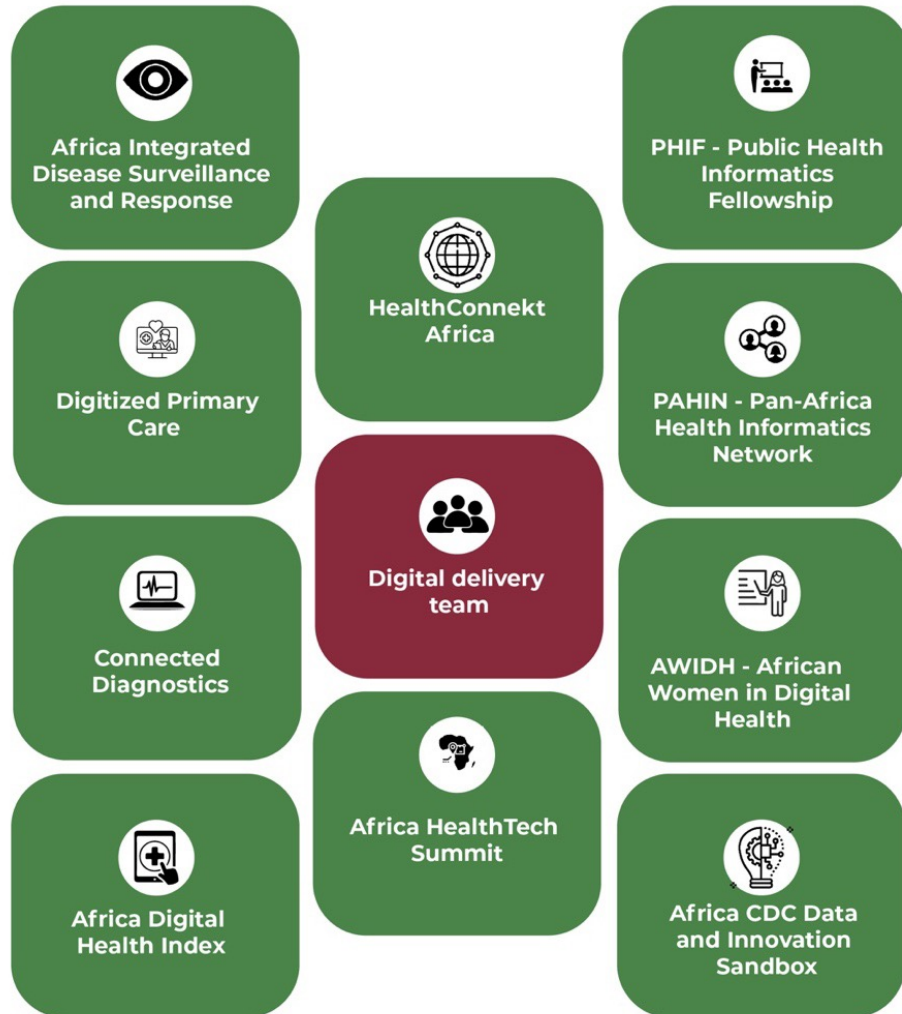 Africa Integrated
Disease Surveillance
and Response
Digitized Primary
Care
Connected
Diagnostics
Africa Digital
Health Index
HealthConnekt
Africa
Digital delivery
team
Africa HealthTech
Summit
PHIF - Public Health
Informatics
Fellowship
PAHIN - Pan-Africa
Health Informatics
Network
AWIDH - African
Women in Digital
Health
Africa CDC Data
and Innovation
Sandbox